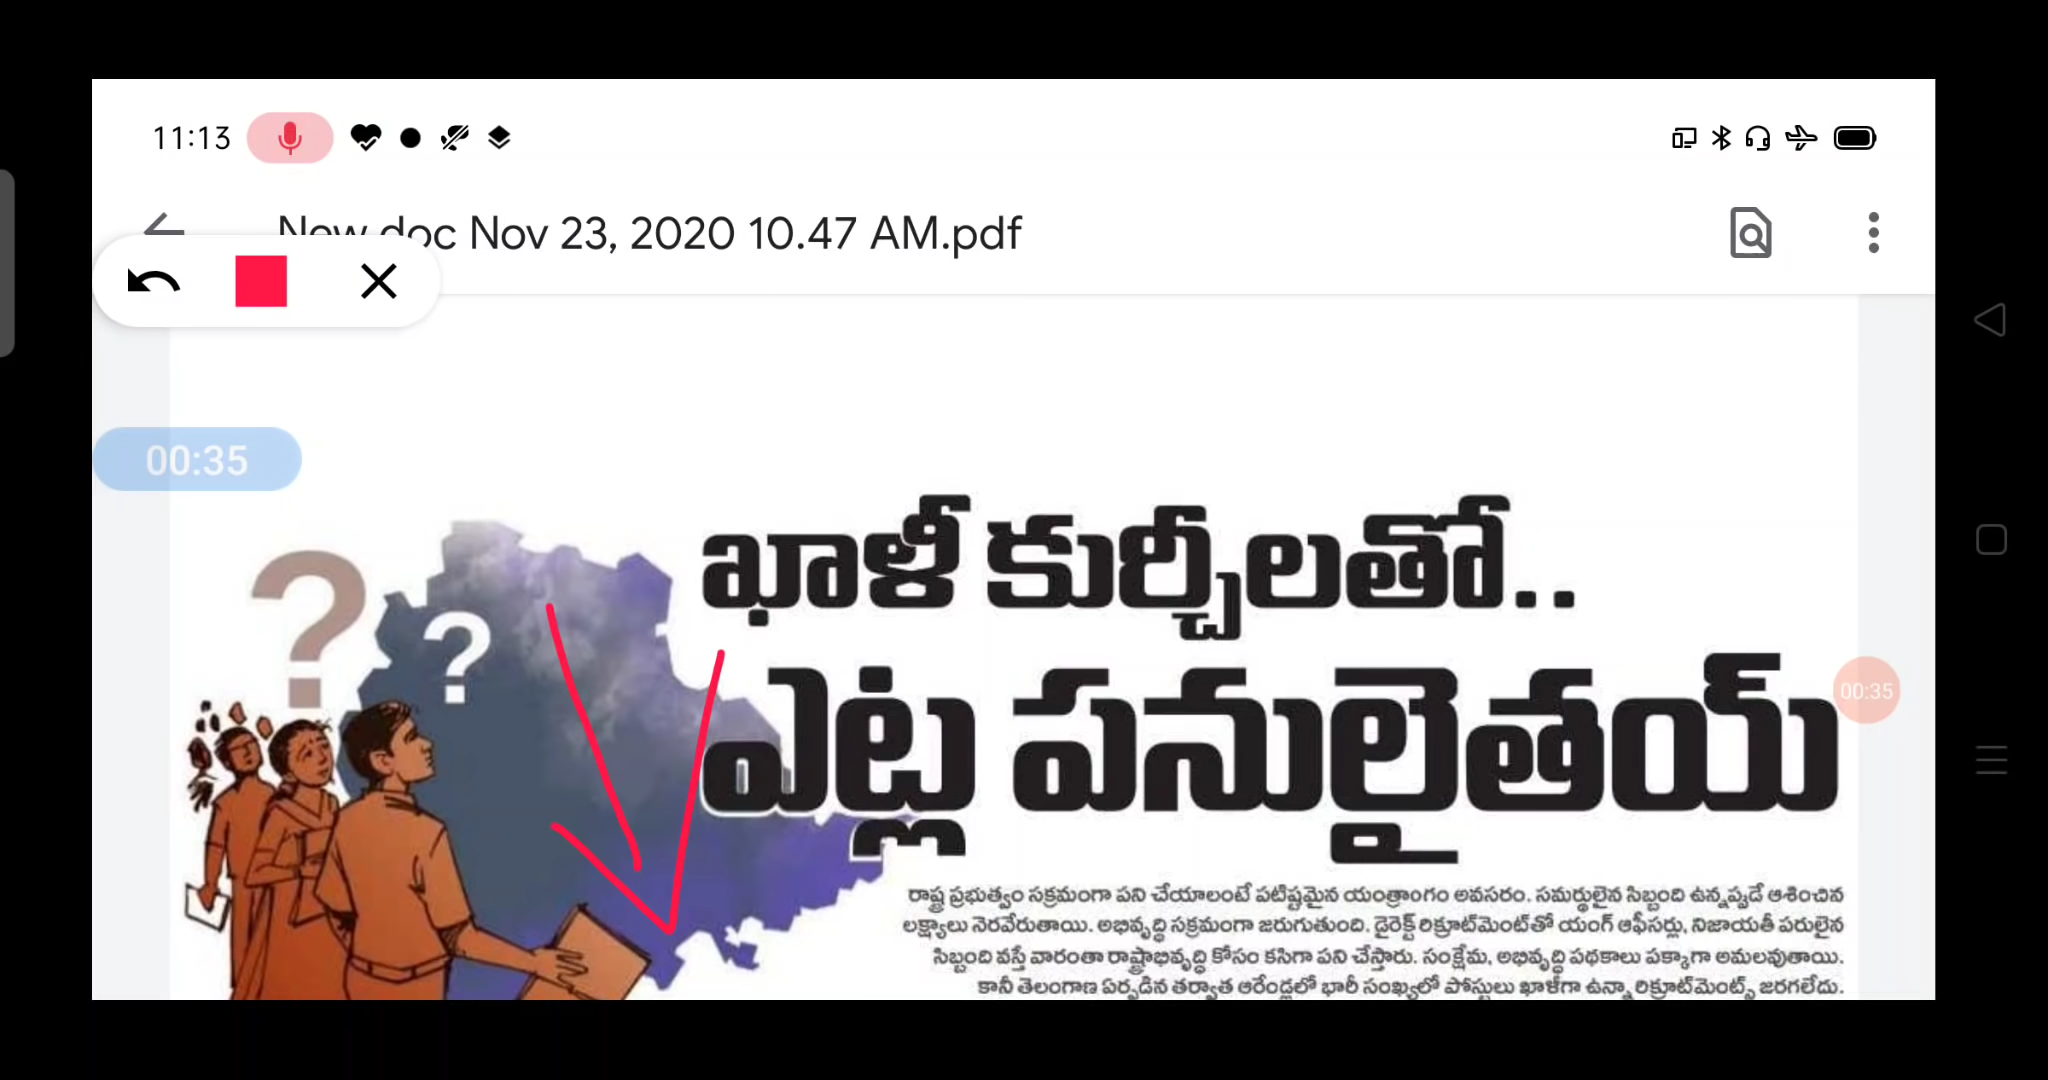 11:13
New doc Nov 23, 2020 10.47 AM.pdf
00:35
? ?
ఖాళీ కుర్చీలతో..
ఎట్ల పనులైతయ్
00:35
రాష్ట్ర ప్రభుత్వం సక్రమంగా పని చేయాలంటే పటిష్టమైన యంత్రాంగం అవసరం. సమర్థులైన సిబ్బంది ఉన్నప్పుడే ఆశించిన
లక్ష్యాలు నెరవేరుతాయి. అభివృద్ధి సక్రమంగా జరుగుతుంది. డైరెక్ట్ రిక్రూట్‌మెంట్‌తో యంగ్ ఆఫీసర్లు, నిజాయతీ పరులైన
సిబ్బంది వస్తే వారంతా రాష్ట్రాభివృద్ధి కోసం కసిగా పని చేస్తారు. సంక్షేమ, అభివృద్ధి పథకాలు పక్కాగా అమలవుతాయి.
కానీ తెలంగాణ ఏర్పడిన తర్వాత ఆరేండ్లలో భారీ సంఖ్యలో పోస్టులు ఖాళీగా ఉన్నా రిక్రూట్‌మెంట్స్ జరగలేదు.